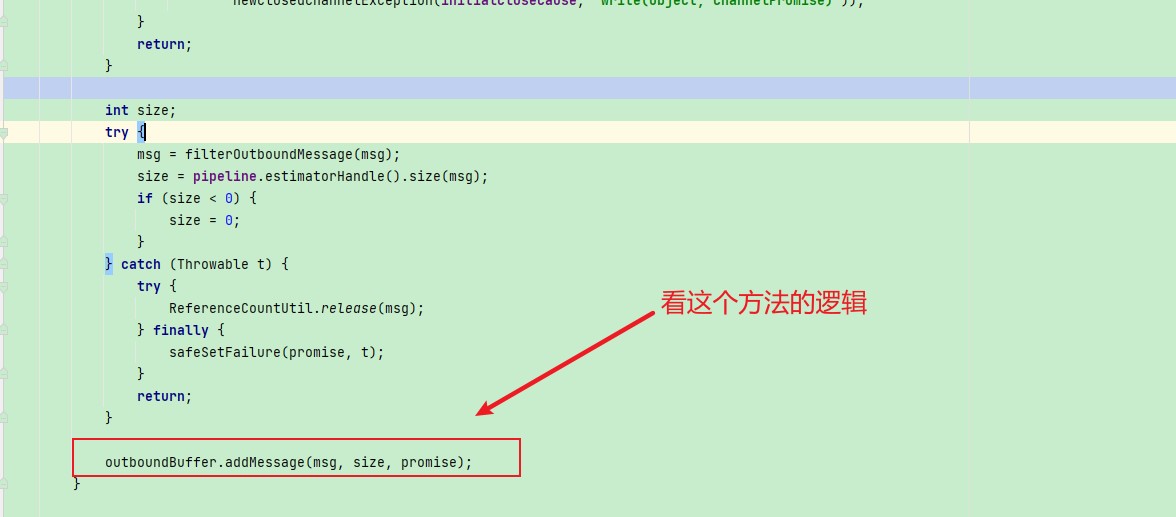 newClosedChannelException(initialCloseCause, "write(Object, ChannelPromise)"));
}
return;
}
int size;
try {
msg = filterOutboundMessage(msg);
size = pipeline.estimatorHandle().size(msg);
if (size < 0) {
size = 0;
}
} catch (Throwable t) {
try {
ReferenceCountUtil.release(msg);
} finally {
safeSetFailure(promise, t);
}
return;
}
看这个方法的逻辑
outboundBuffer.addMessage(msg, size, promise);
}